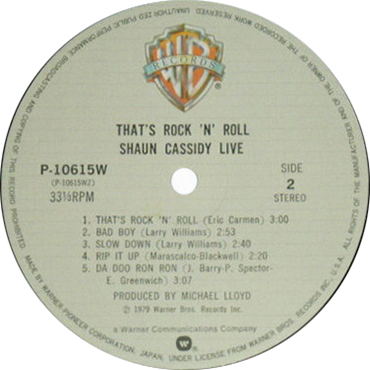 UNAUTHORIZED PUBLIC PERFORMANCE, BROADCASTING AND COPYING OF THIS RECORD PROHIBITED.
ALL RIGHTS OF THE MANUFACTURER AND OF THE OWNER OF THE RECORDED WORK RESERVED.
WB
RECORDS
THAT'S ROCK 'N' ROLL
SHAUN CASSIDY LIVE
P-10615W
(P-10615W2)
33⅓RPM
SIDE
2
STEREO
1. THAT'S ROCK 'N' ROLL (Eric Carmen) 3:00
2. BAD BOY (Larry Williams) 2:53
3. SLOW DOWN (Larry Williams) 2:40
4. RIP IT UP (Marascalco-Blackwell) 2:20
5. DA DOO RON RON (J. Barry-P. Spector-
E. Greenwich) 3:07
PRODUCED BY MICHAEL LLOYD
Ⓟ 1979 Warner Bros. Records Inc.
a Warner Communications Company
MADE BY WARNER-PIONEER CORPORATION, JAPAN, UNDER LICENSE FROM WARNER BROS. RECORDS INC., U.S.A.